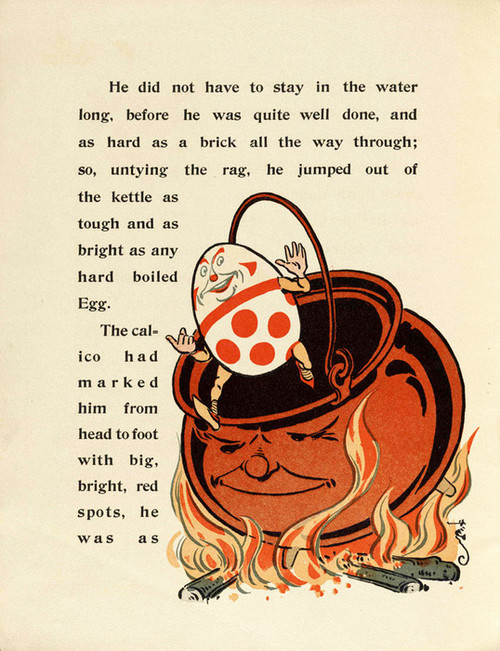 He did not have to stay in the water
long, before he was quite well done, and
as hard as a brick all the way through;
so, untying the rag, he jumped out of
the kettle as
tough and as
bright as any
hard boiled
Egg.
The cal=
ico had
marked
him from
head to foot
with big,
bright, red
spots, he
was as